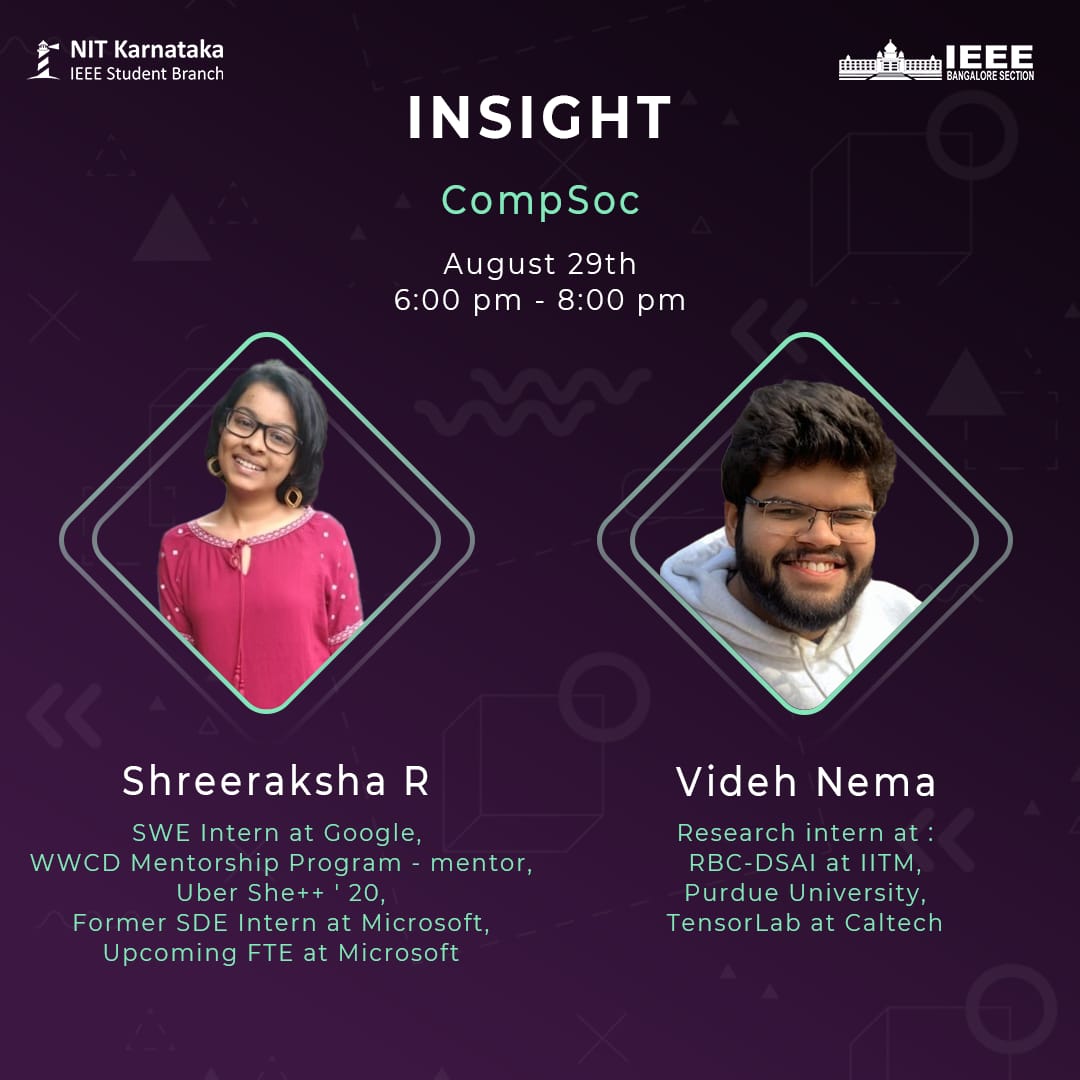 NIT Karnataka
IEEE Student Branch
IEEE
BANGALORE SECTION
INSIGHT
CompSoc
August 29th
6:00 pm - 8:00 pm
Shreeraksha R
SWE Intern at Google,
WWCD Mentorship Program - mentor,
Uber She++ ' 20,
Former SDE Intern at Microsoft,
Upcoming FTE at Microsoft
Videh Nema
Research intern at :
RBC-DSAI at IITM,
Purdue University,
TensorLab at Caltech